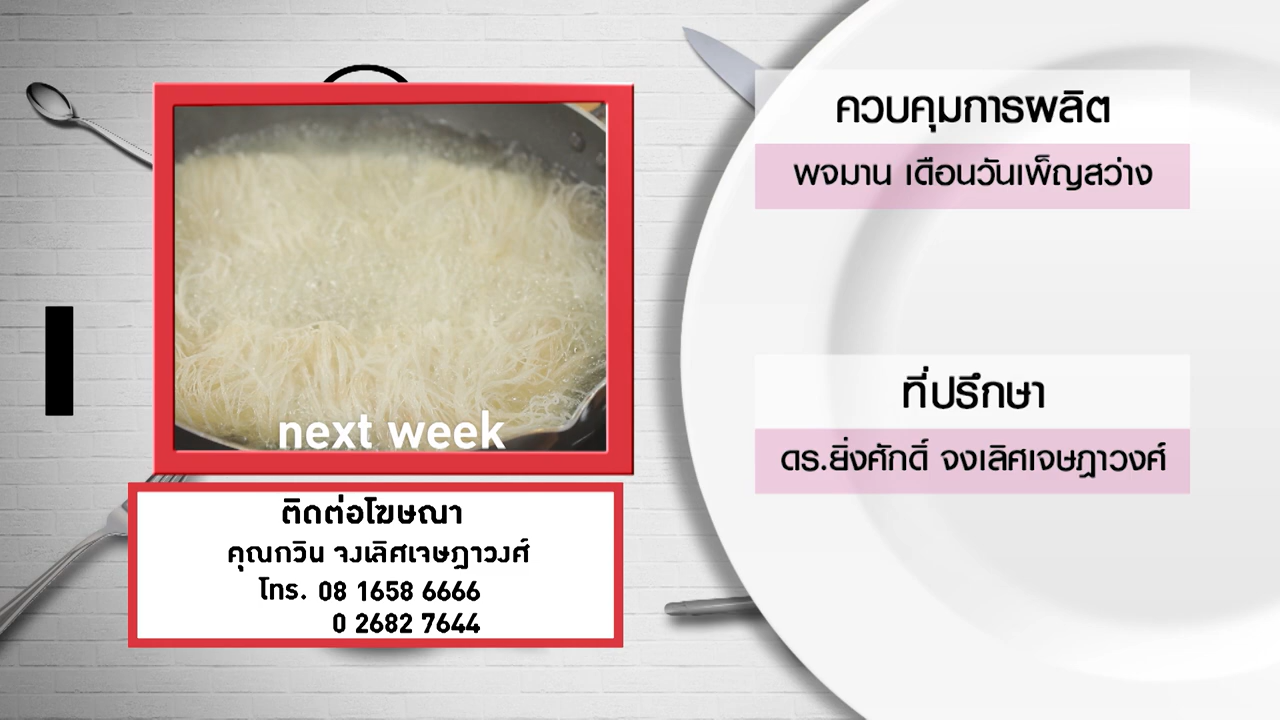 next week
ติดต่อโฆษณา
คุณกวิน จงเลิศเจษฎาวงศ์
โทร. 08 1658 6666
0 2682 7644
ควบคุมการผลิต
พจมาน เดือนวันเพ็ญสว่าง
ที่ปรึกษา
ดร.ยิ่งศักดิ์ จงเลิศเจษฎาวงศ์